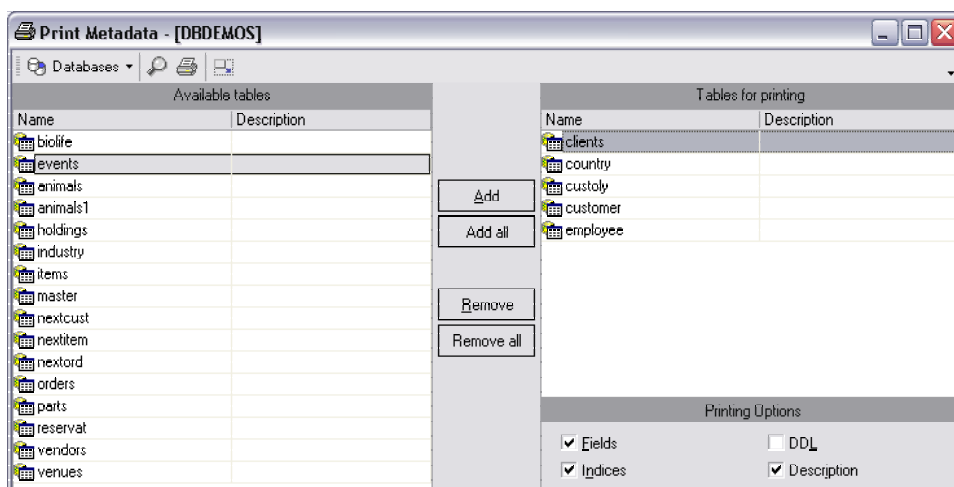 Print Metadata - [DBDEMOS]
Databases
Available tables
Name Description
biolife
events
animals
animals1
holdings
industry
items
master
nextcust
nextitem
nextord
orders
parts
reservat
vendors
venues
Add
Add all
Remove
Remove all
Tables for printing
Name Description
clients
country
custoly
customer
employee
Printing Options
Fields DDL
Indices Description